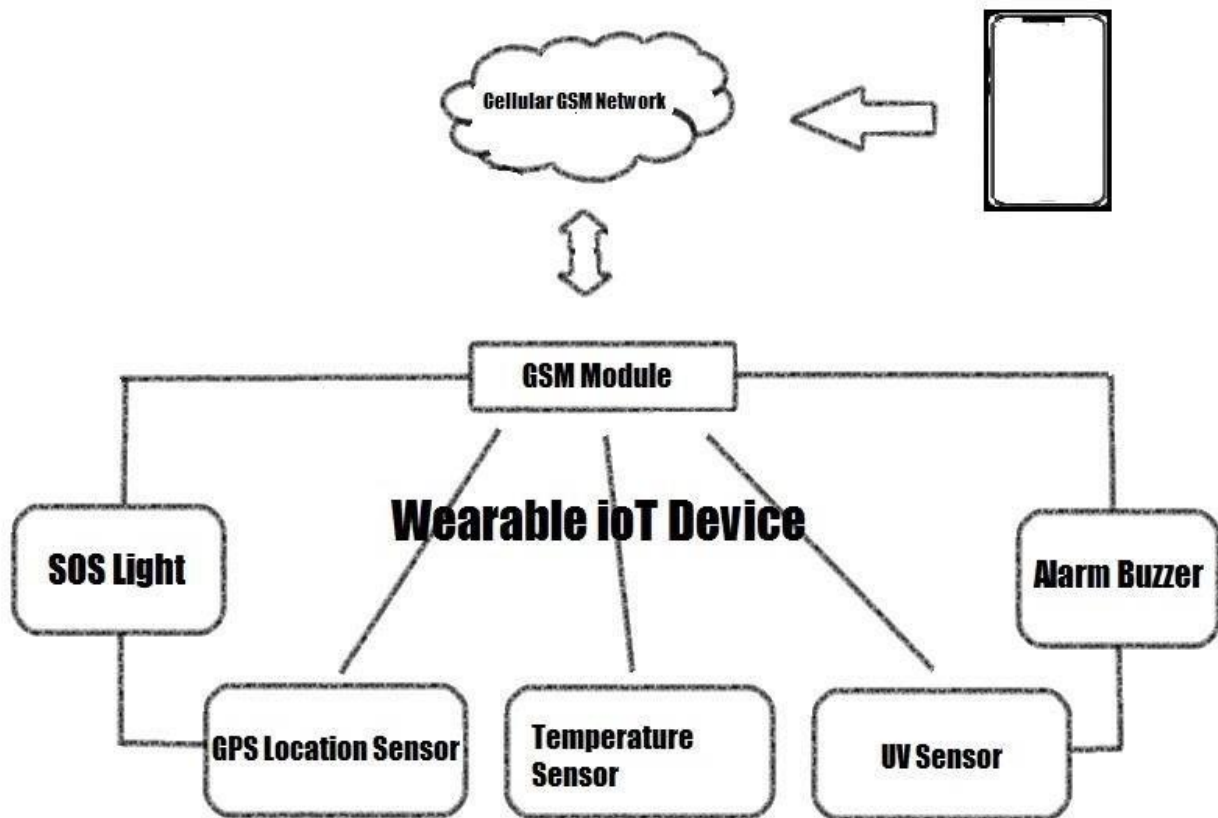 Cellular GSM Network
GSM Module
Wearable ioT Device
SOS Light
Alarm Buzzer
GPS Location Sensor
Temperature
Sensor
UV Sensor